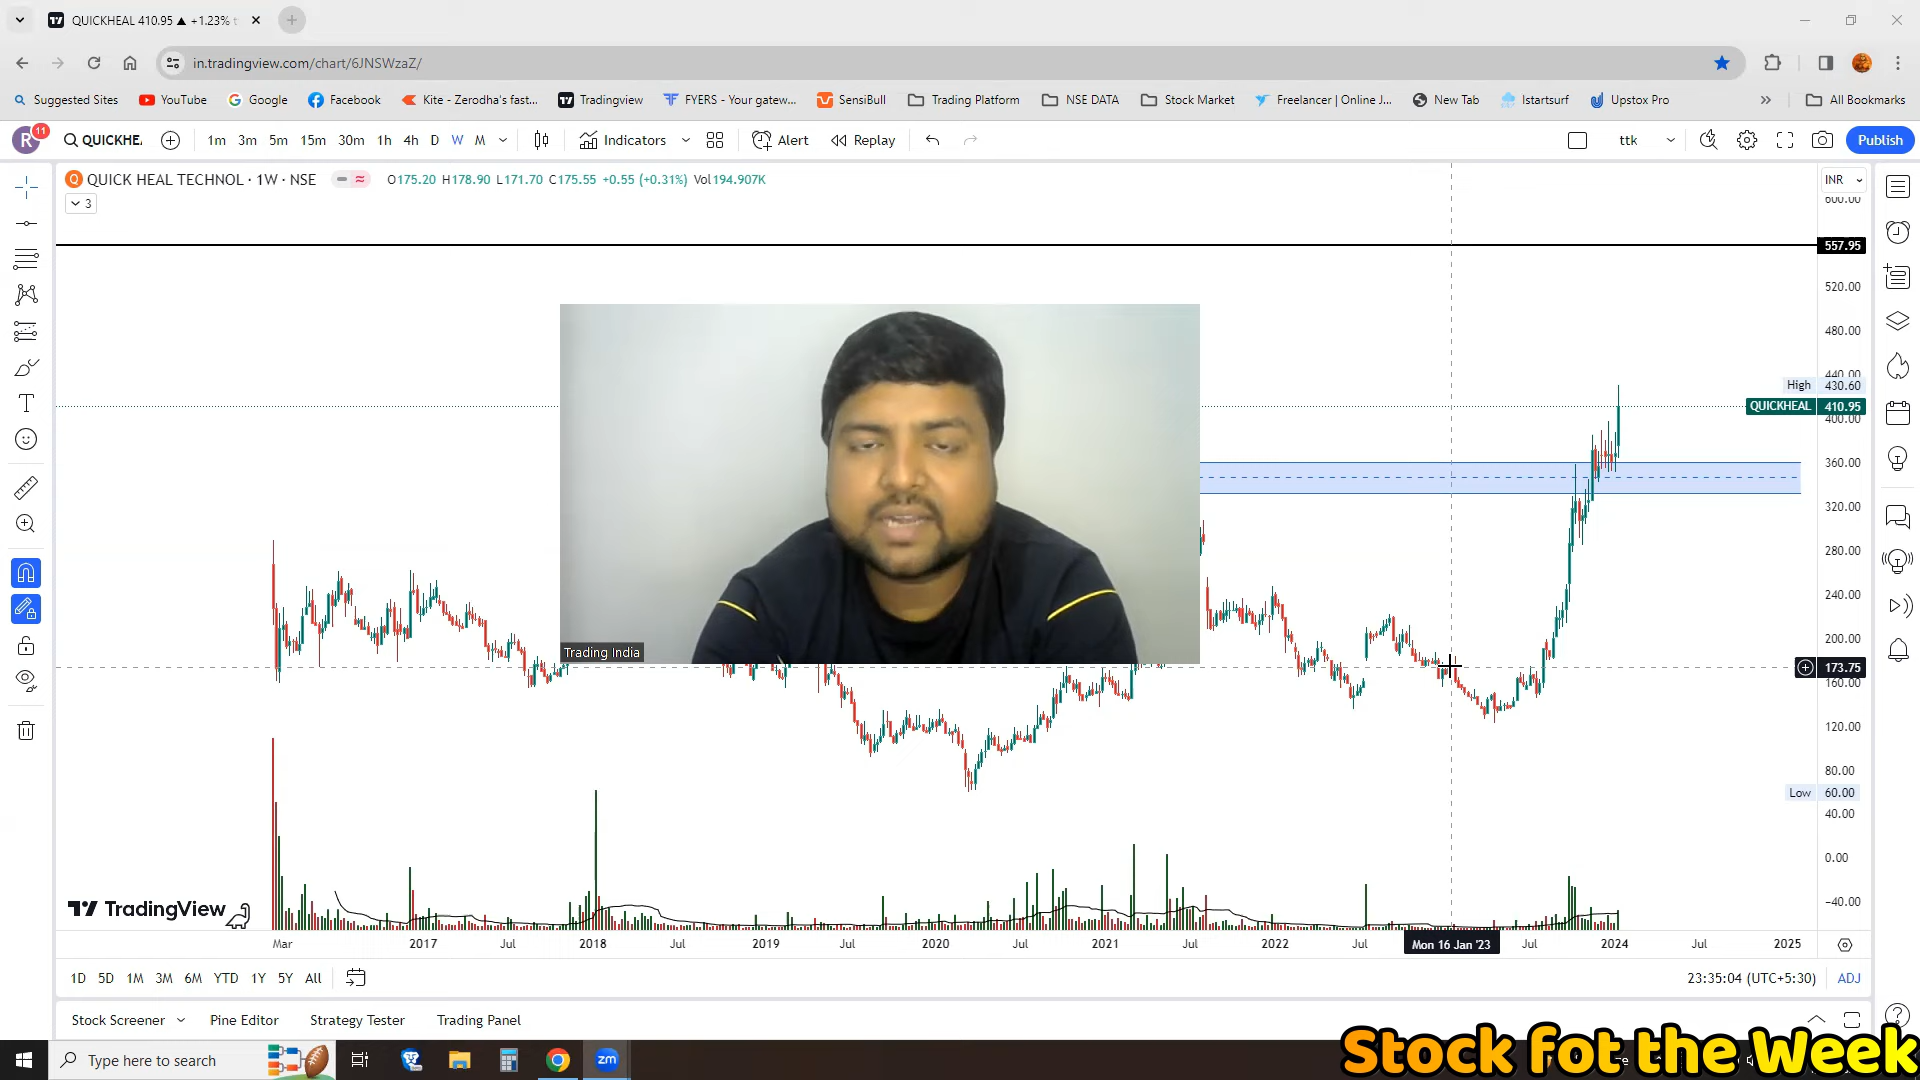 QUICKHEAL 410.95 ▲ +1.23%
in.tradingview.com/chart/6JNSWzaZ/
Suggested Sites YouTube Google Facebook Kite - Zerodha's fast... Tradingview FYERS - Your gatew... SensiBull Trading Platform NSE DATA Stock Market Freelancer | Online J... New Tab Istartsurf Upstox Pro » All Bookmarks
R 11 QUICKHE 1m 3m 5m 15m 30m 1h 4h D W M Indicators Alert Replay ttk Publish
QUICK HEAL TECHNOL · 1W · NSE O175.20 H178.90 L171.70 C175.55 +0.55 (+0.31%) Vol194.907K INR
3
600.00
557.95
520.00
480.00
440.00
High 430.60
QUICKHEAL 410.95
400.00
360.00
320.00
280.00
240.00
200.00
Trading India
173.75
160.00
120.00
80.00
Low 60.00
40.00
0.00
−40.00
TradingView
Mar 2017 Jul 2018 Jul 2019 Jul 2020 Jul 2021 Jul 2022 Jul Mon 16 Jan '23 Jul 2024 Jul 2025
1D 5D 1M 3M 6M YTD 1Y 5Y All 23:35:04 (UTC+5:30) ADJ
Stock Screener Pine Editor Strategy Tester Trading Panel
Type here to search zm
Stock fot the Week